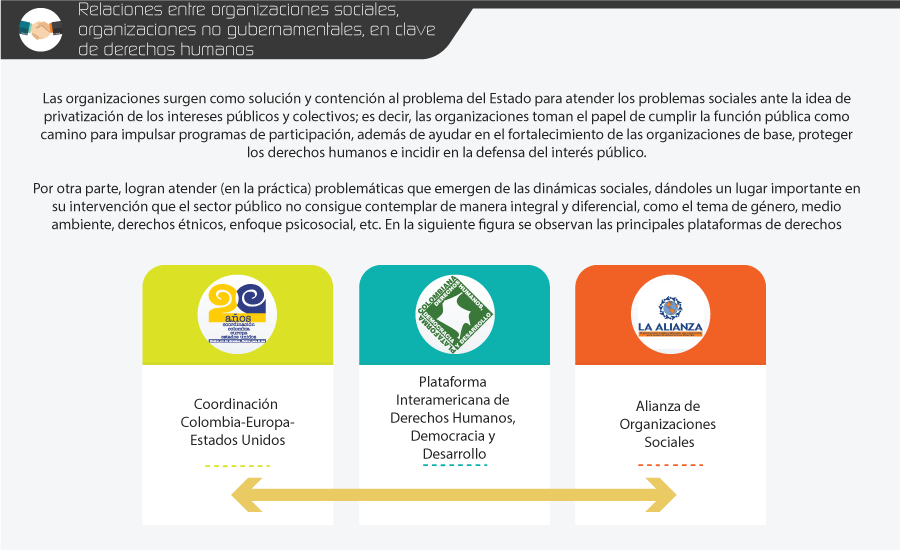 Relaciones entre organizaciones sociales,
organizaciones no gubernamentales, en clave
de derechos humanos
Las organizaciones surgen como solución y contención al problema del Estado para atender los problemas sociales ante la idea de
privatización de los intereses públicos y colectivos; es decir, las organizaciones toman el papel de cumplir la función pública como
camino para impulsar programas de participación, además de ayudar en el fortalecimiento de las organizaciones de base, proteger
los derechos humanos e incidir en la defensa del interés público.
Por otra parte, logran atender (en la práctica) problemáticas que emergen de las dinámicas sociales, dándoles un lugar importante en
su intervención que el sector público no consigue contemplar de manera integral y diferencial, como el tema de género, medio
ambiente, derechos étnicos, enfoque psicosocial, etc. En la siguiente figura se observan las principales plataformas de derechos
años
coordinación
colombia
europa
estados unidos
COLOMBIANA
DERECHOS HUMANOS,
DEMOCRACIA
Y DESARROLLO
PLATAFORMA
LA ALIANZA
Coordinación
Colombia-Europa-
Estados Unidos
Plataforma
Interamericana de
Derechos Humanos,
Democracia y
Desarrollo
Alianza de
Organizaciones
Sociales